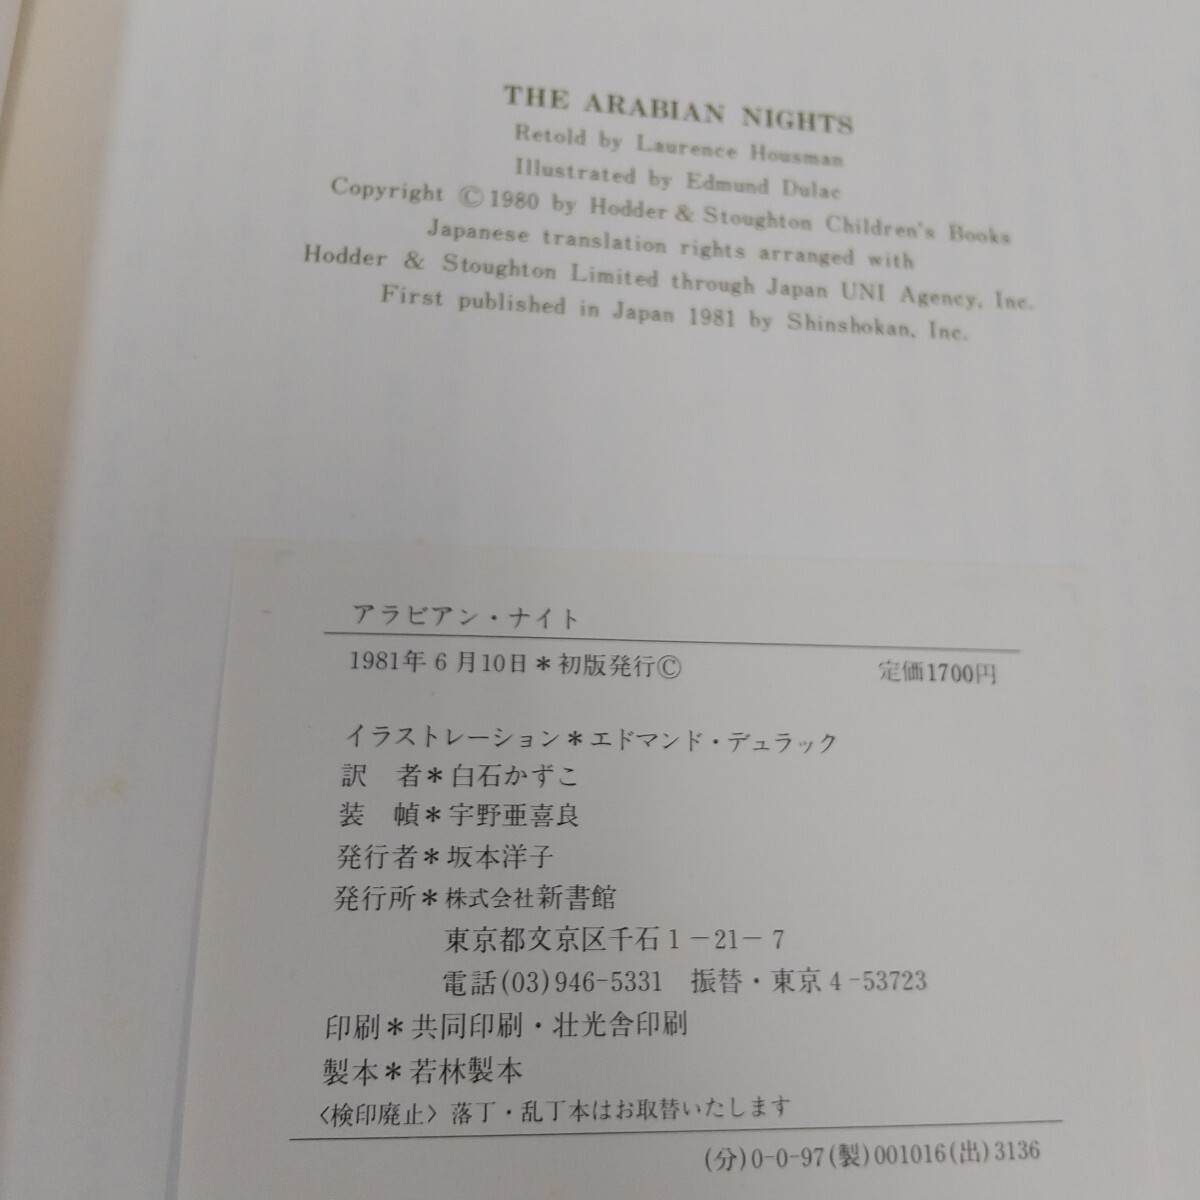 THE ARABIAN NIGHTS
Retold by Laurence Housman
Illustrated by Edmund Dulac
Copyright ©1980 by Hodder & Stoughton Children's Books
Japanese translation rights arranged with
Hodder & Stoughton Limited through Japan UNI Agency, Inc.
First published in Japan 1981 by Shinshokan, Inc.
アラビアン・ナイト
1981年6月10日*初版発行© 定価1700円
イラストレーション*エドマンド・デュラック
訳 者*白石かずこ
装 幀*宇野亜喜良
発行者*坂本洋子
発行所*株式会社新書館
東京都文京区千石1-21-7
電話(03)946-5331 振替・東京4-53723
印刷*共同印刷・壮光舎印刷
製本*若林製本
〈検印廃止〉落丁・乱丁本はお取替いたします
(分)0-0-97(製)001016(出)3136